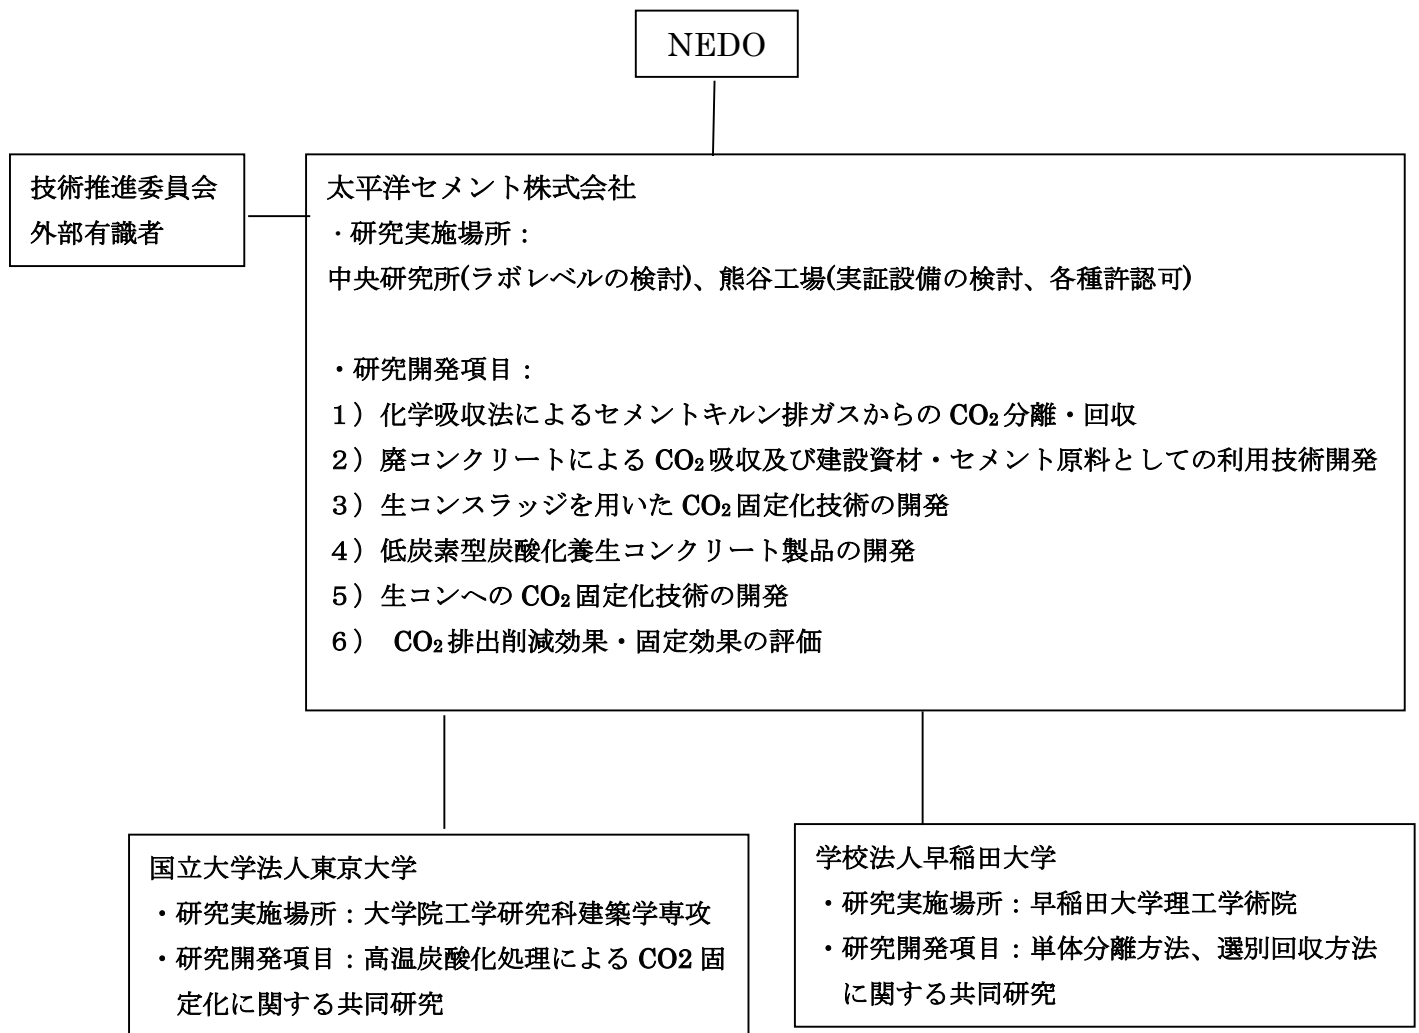 NEDO
技術推進委員会
外部有識者
太平洋セメント株式会社
・研究実施場所：
中央研究所(ラボレベルの検討)、熊谷工場(実証設備の検討、各種許認可)
・研究開発項目：
１）化学吸収法によるセメントキルン排ガスからの CO₂分離・回収
２）廃コンクリートによる CO₂吸収及び建設資材・セメント原料としての利用技術開発
３）生コンスラッジを用いた CO₂固定化技術の開発
４）低炭素型炭酸化養生コンクリート製品の開発
５）生コンへの CO₂固定化技術の開発
６） CO₂排出削減効果・固定効果の評価
国立大学法人東京大学
・研究実施場所：大学院工学研究科建築学専攻
・研究開発項目：高温炭酸化処理による CO2 固
定化に関する共同研究
学校法人早稲田大学
・研究実施場所：早稲田大学理工学術院
・研究開発項目：単体分離方法、選別回収方法
に関する共同研究